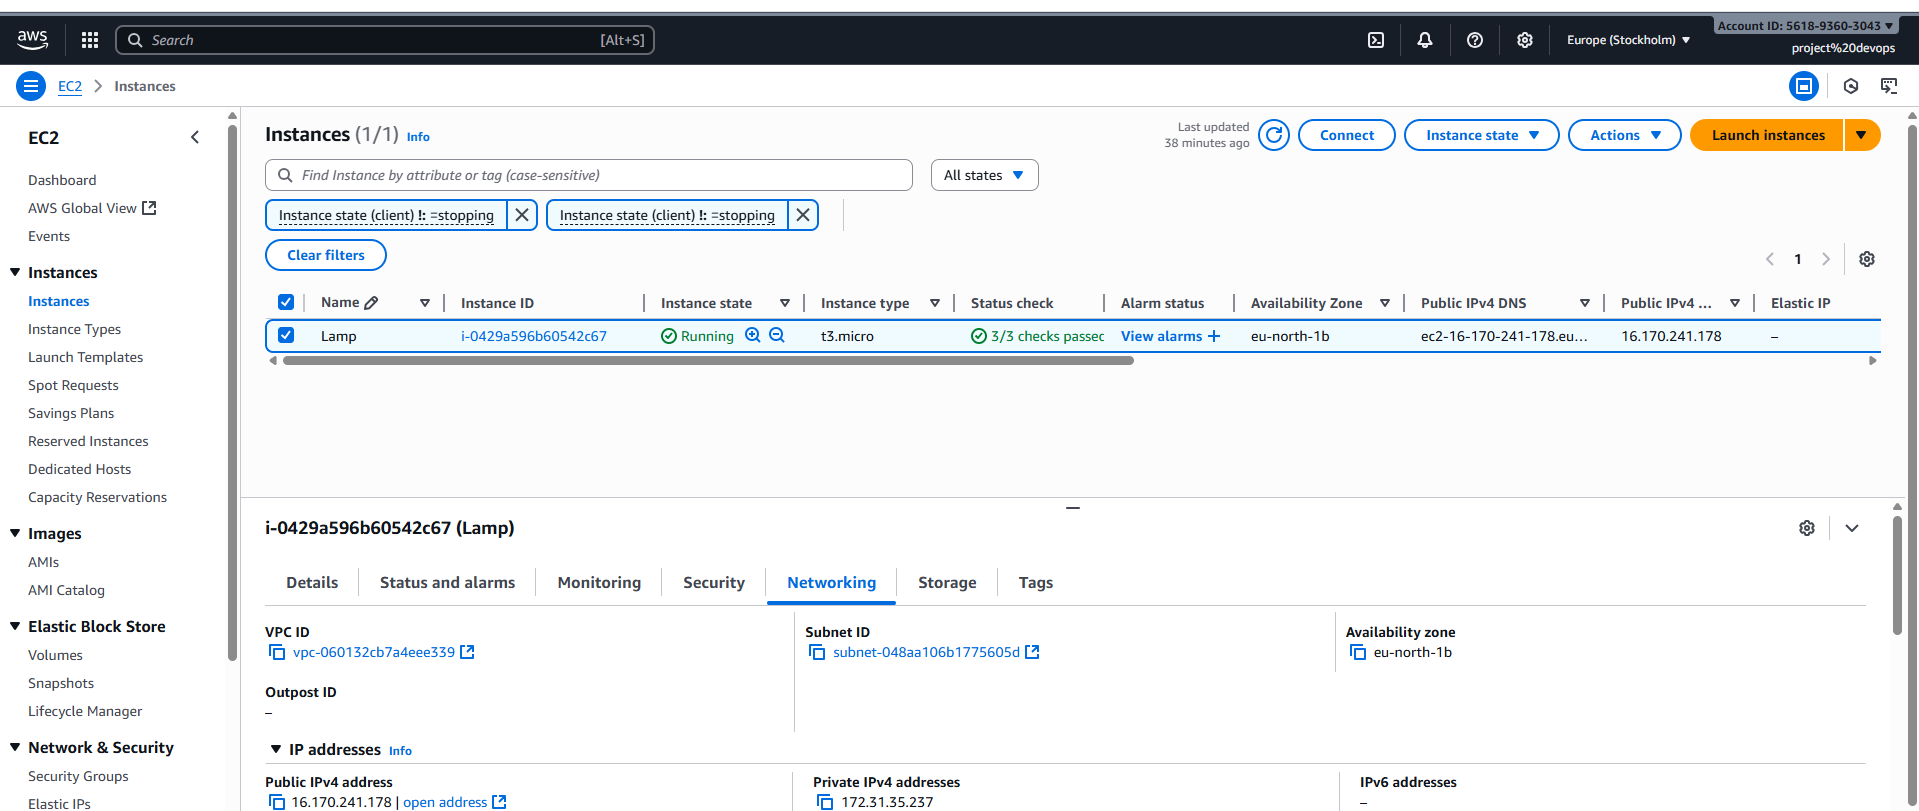 aws
Search [Alt+S]
Europe (Stockholm)
Account ID: 5618-9360-3043
project%20devops
EC2 Instances
EC2
Dashboard
AWS Global View
Events
Instances
Instances
Instance Types
Launch Templates
Spot Requests
Savings Plans
Reserved Instances
Dedicated Hosts
Capacity Reservations
Images
AMIs
AMI Catalog
Elastic Block Store
Volumes
Snapshots
Lifecycle Manager
Network & Security
Security Groups
Elastic IPs
Instances (1/1) Info
Last updated
38 minutes ago
Connect
Instance state
Actions
Launch instances
Find Instance by attribute or tag (case-sensitive)
All states
Instance state (client) !: =stopping
Instance state (client) !: =stopping
Clear filters
1
Name Instance ID Instance state Instance type Status check Alarm status Availability Zone Public IPv4 DNS Public IPv4 ... Elastic IP
Lamp i-0429a596b60542c67 Running t3.micro 3/3 checks passed View alarms + eu-north-1b ec2-16-170-241-178.eu... 16.170.241.178 –
i-0429a596b60542c67 (Lamp)
Details Status and alarms Monitoring Security Networking Storage Tags
VPC ID
vpc-060132cb7a4eee339
Subnet ID
subnet-048aa106b1775605d
Availability zone
eu-north-1b
Outpost ID
–
IP addresses Info
Public IPv4 address
16.170.241.178 | open address
Private IPv4 addresses
172.31.35.237
IPv6 addresses
–